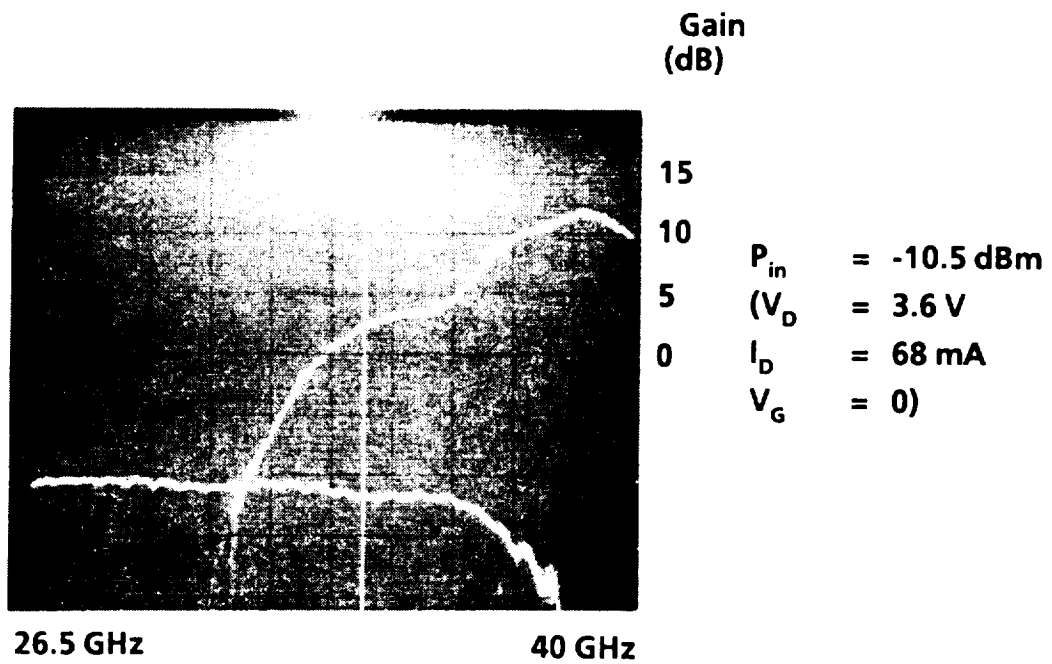 Gain
(dB)
15
10
5
0
P_in = -10.5 dBm
(V_D = 3.6 V
I_D = 68 mA
V_G = 0)
26.5 GHz
40 GHz